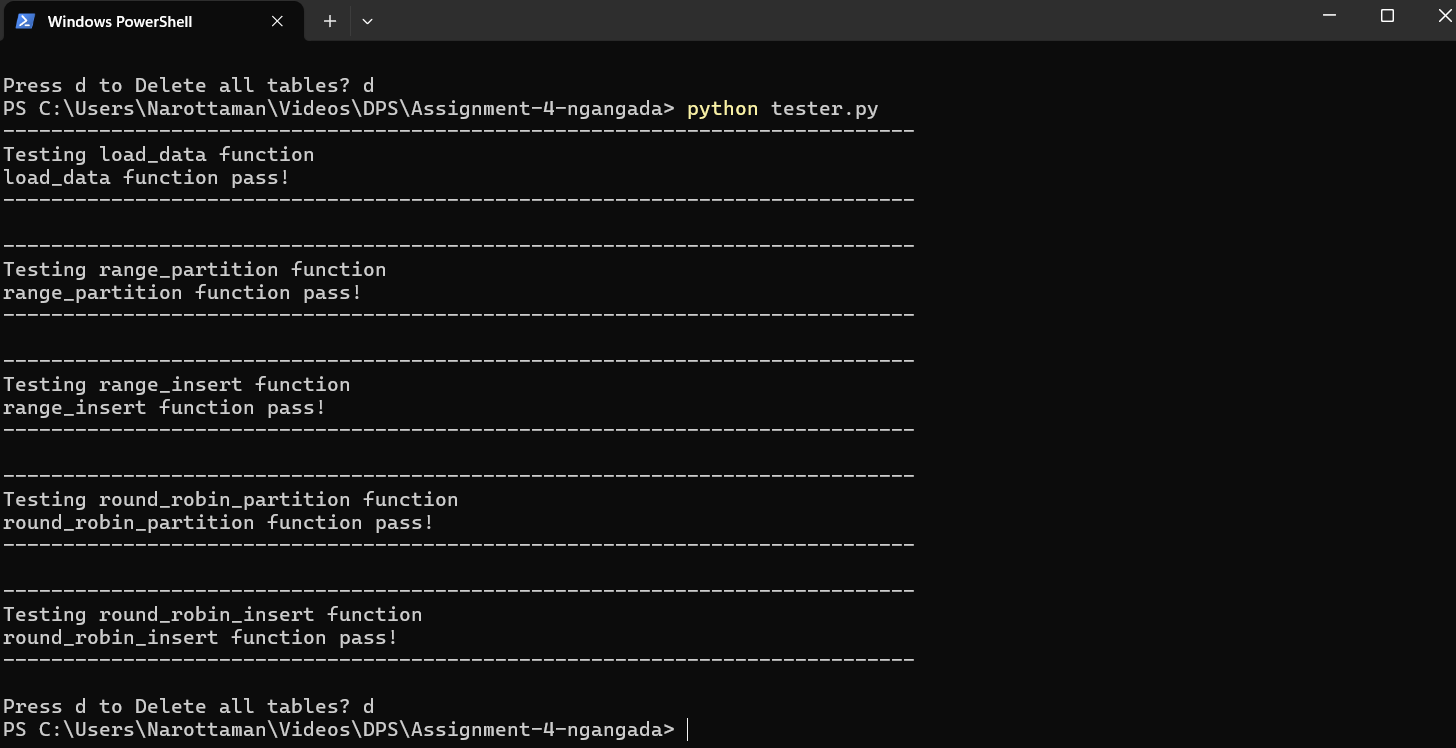 Windows PowerShell
Press d to Delete all tables? d
PS C:\Users\Narottaman\Videos\DPS\Assignment-4-ngangada> python tester.py
----------------------------------------------------------------------------
Testing load_data function
load_data function pass!
----------------------------------------------------------------------------
----------------------------------------------------------------------------
Testing range_partition function
range_partition function pass!
----------------------------------------------------------------------------
----------------------------------------------------------------------------
Testing range_insert function
range_insert function pass!
----------------------------------------------------------------------------
----------------------------------------------------------------------------
Testing round_robin_partition function
round_robin_partition function pass!
----------------------------------------------------------------------------
----------------------------------------------------------------------------
Testing round_robin_insert function
round_robin_insert function pass!
----------------------------------------------------------------------------
Press d to Delete all tables? d
PS C:\Users\Narottaman\Videos\DPS\Assignment-4-ngangada>